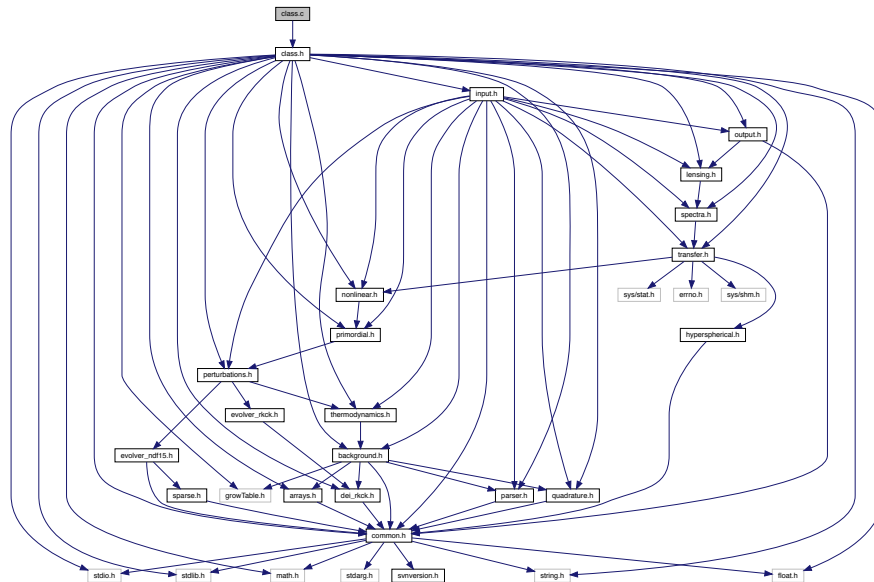 class.c
class.h
input.h
output.h
lensing.h
spectra.h
transfer.h
nonlinear.h
sys/stat.h
errno.h
sys/shm.h
primordial.h
hyperspherical.h
perturbations.h
evolver_rkck.h
thermodynamics.h
evolver_ndf15.h
background.h
sparse.h
growTable.h
arrays.h
dei_rkck.h
parser.h
quadrature.h
common.h
stdio.h
stdlib.h
math.h
stdarg.h
svnversion.h
string.h
float.h